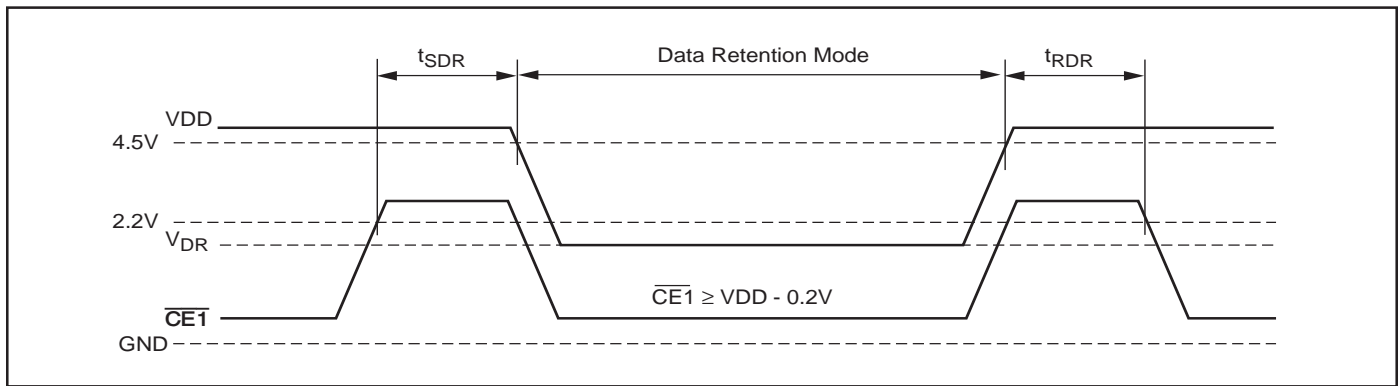 tSDR
Data Retention Mode
tRDR
VDD
4.5V
2.2V
VDR
CE1
CE1 ≥ VDD - 0.2V
GND